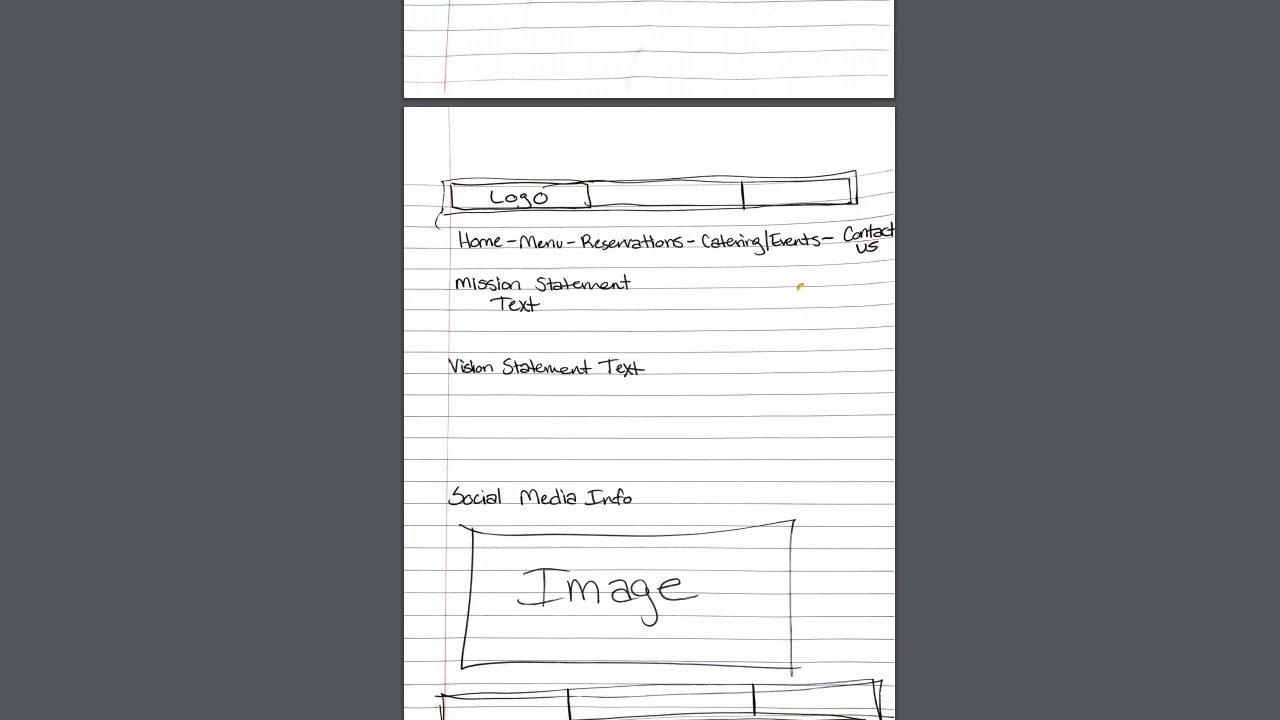 Logo
Home - Menu - Reservations - Catering/Events - Contact
us
Mission Statement
Text
Vision Statement Text
Social Media Info
Image